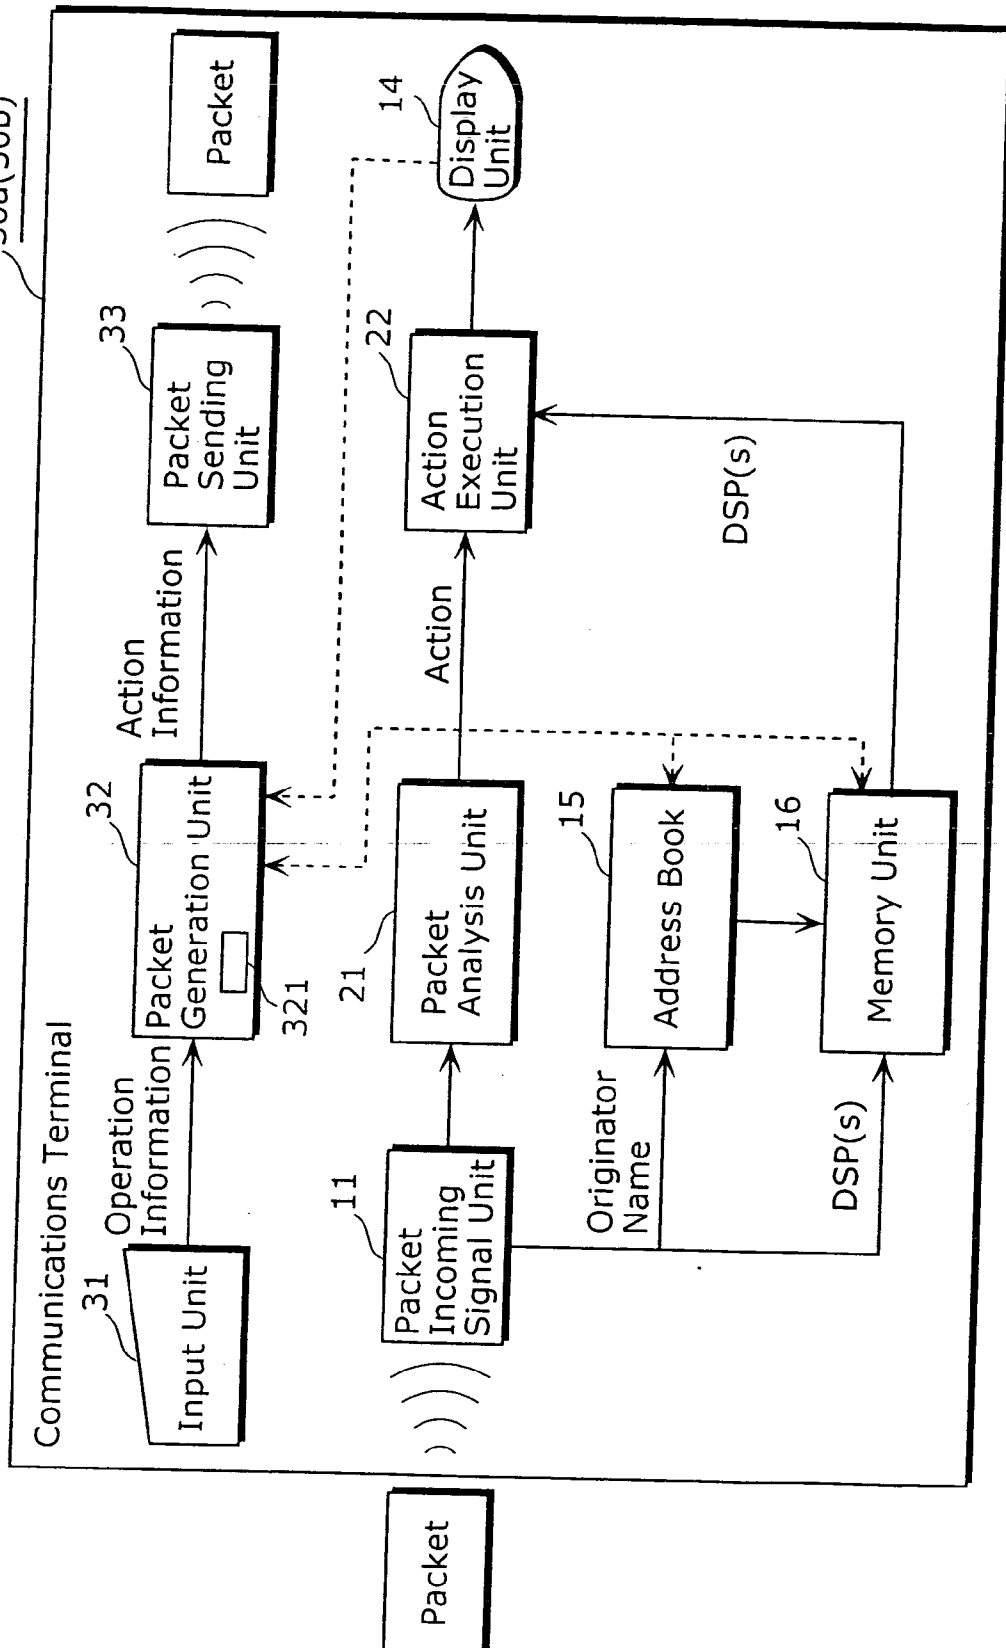 Communications Terminal
31
Input Unit
Operation
Information
32
Packet
Generation Unit
321
Action
Information
33
Packet
Sending
Unit
Packet
Packet
11
Packet
Incoming
Signal Unit
21
Packet
Analysis Unit
Action
22
Action
Execution
Unit
14
Display
Unit
Originator
Name
15
Address Book
DSP(s)
16
Memory Unit
DSP(s)